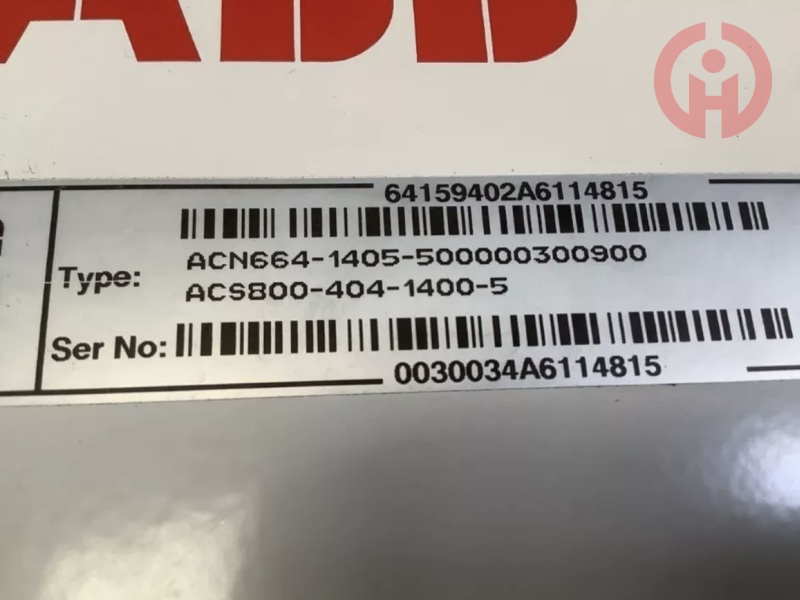 ABB
64159402A6114815
Type: ACN664-1405-500000300900
ACS800-404-1400-5
Ser No:
0030034A6114815